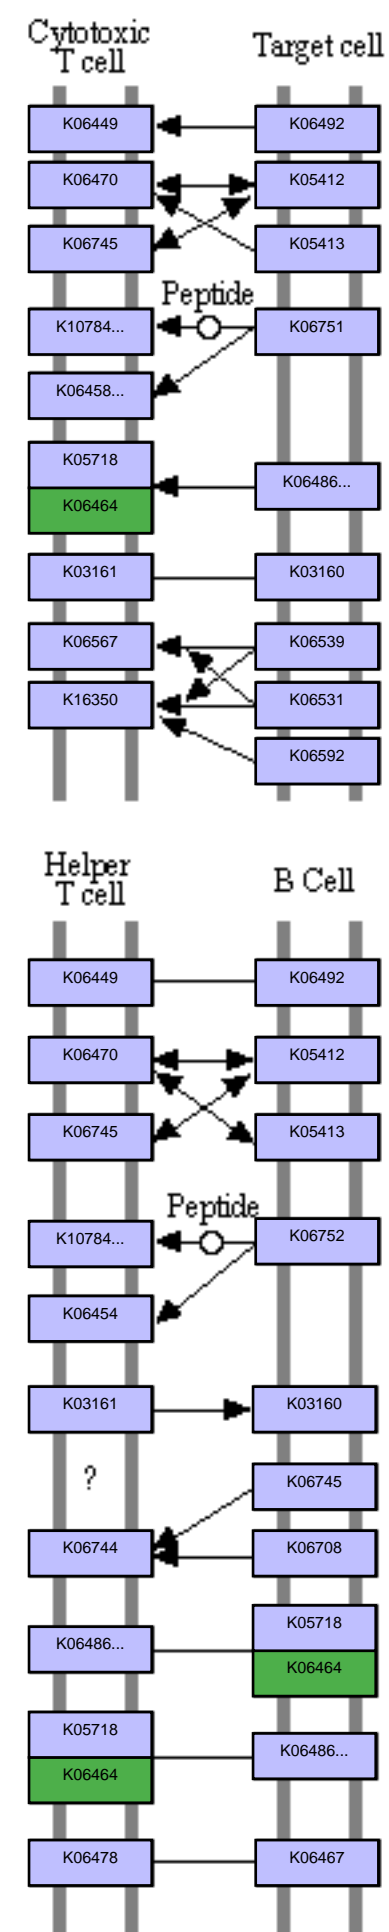 Cytotoxic
T cell
Target cell
K06449
K06492
K06470
K05412
K06745
K05413
Peptide
K10784...
K06751
K06458...
K05718
K06464
K06486...
K03161
K03160
K06567
K06539
K16350
K06531
K06592
Helper
T cell
B Cell
K06449
K06492
K06470
K05412
K06745
K05413
Peptide
K10784...
K06752
K06454
K03161
K03160
?
K06745
K06744
K06708
K06486...
K05718
K06464
K05718
K06464
K06486...
K06478
K06467